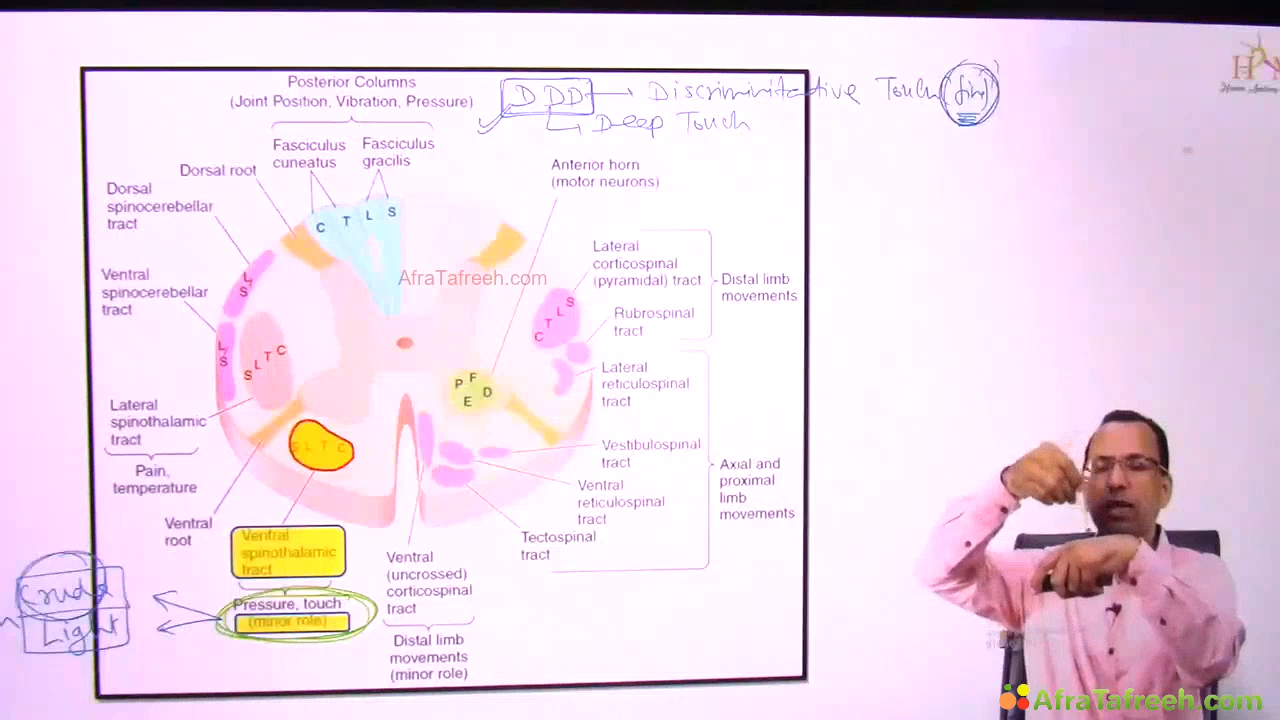 Posterior Columns
(Joint Position, Vibration, Pressure)
D DD
Discriminitative Touch (fine)
Deep Touch
Fasciculus
cuneatus
Fasciculus
gracilis
Dorsal root
Anterior horn
(motor neurons)
Dorsal
spinocerebellar
tract
C T L S
Lateral
corticospinal
(pyramidal) tract
Distal limb
movements
AfraTafreeh.com
Ventral
spinocerebellar
tract
L
S
S
L
T
C
Rubrospinal
tract
L
S
S L T C
Lateral
reticulospinal
tract
P F
E D
Lateral
spinothalamic
tract
Pain,
temperature
S L T C
Vestibulospinal
tract
Axial and
proximal
limb
movements
Ventral
reticulospinal
tract
Ventral
root
Ventral
spinothalamic
tract
Tectospinal
tract
Ventral
(uncrossed)
corticospinal
tract
Crude
Light
Pressure, touch
(minor role)
Distal limb
movements
(minor role)
AfraTafreeh.com